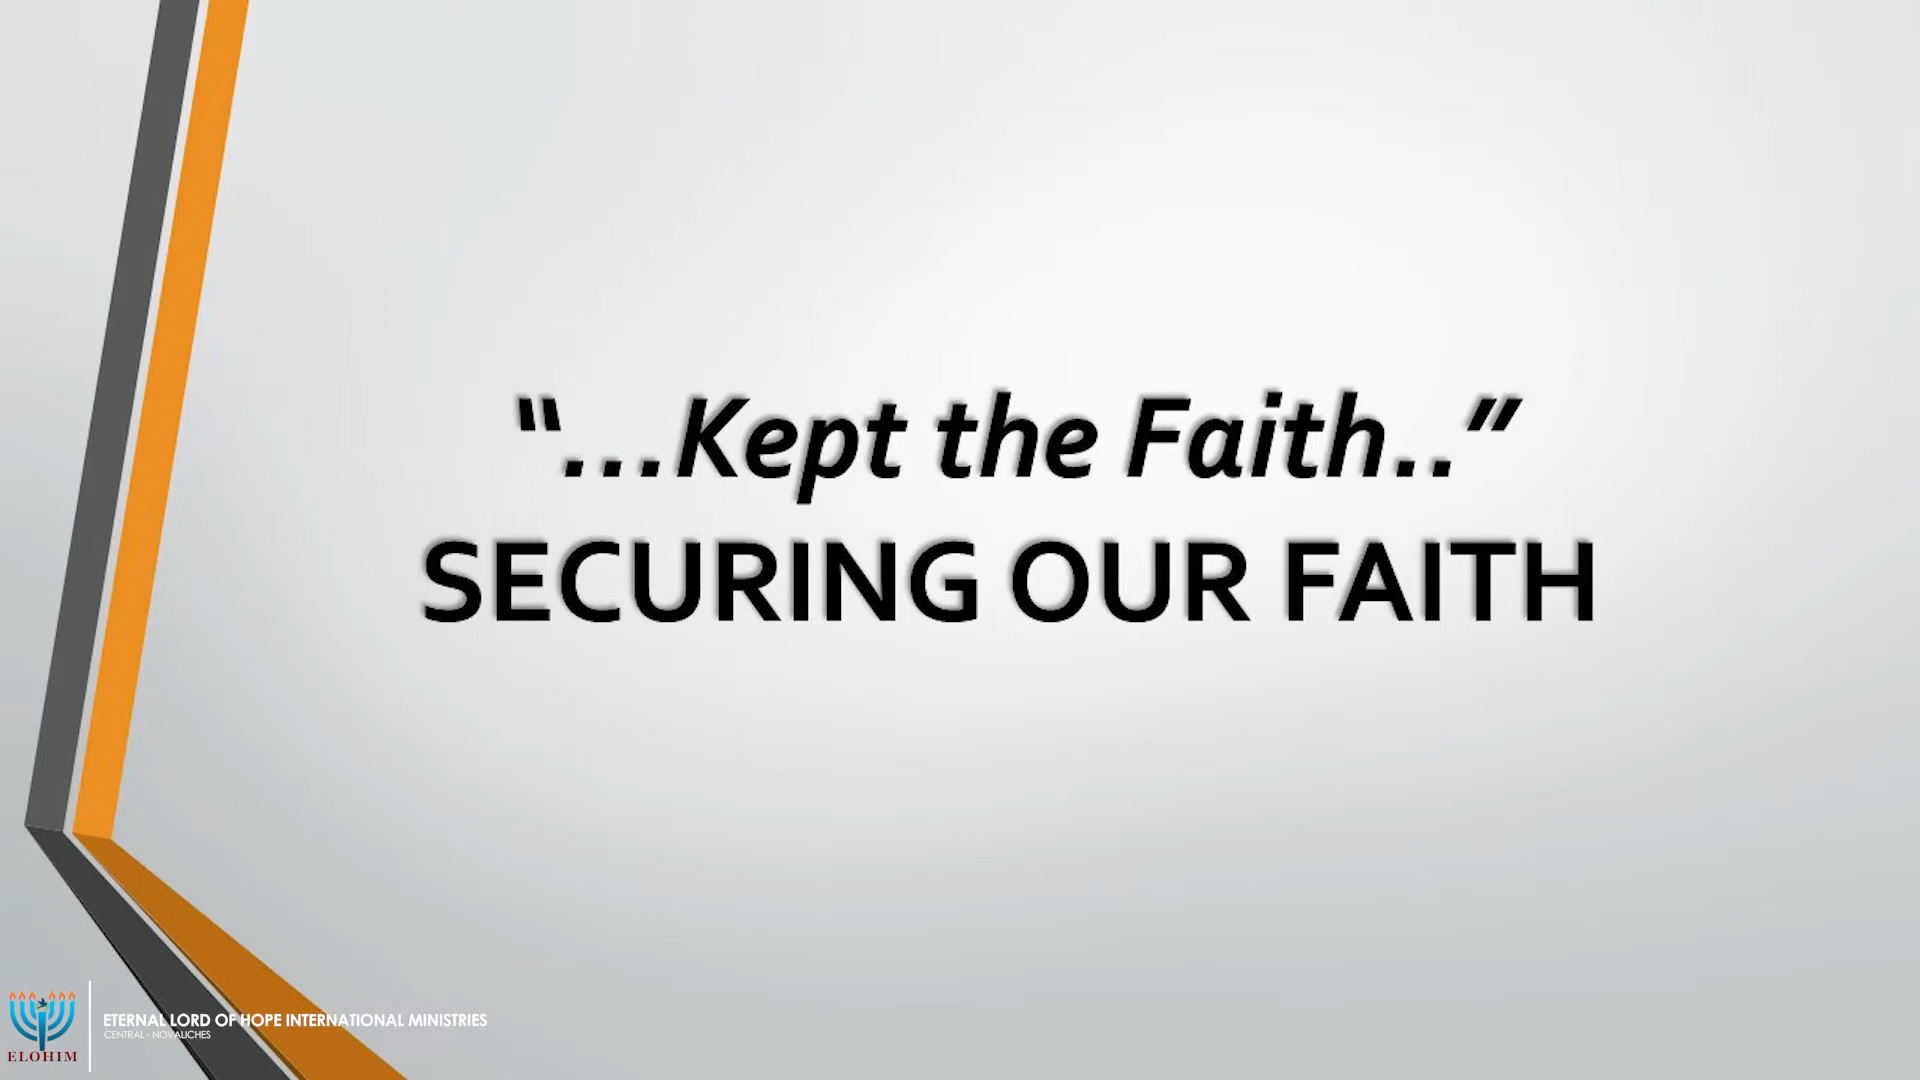 “...Kept the Faith..”
SECURING OUR FAITH
ETERNAL LORD OF HOPE INTERNATIONAL MINISTRIES
CENTRAL - NOVALICHES
ELOHIM